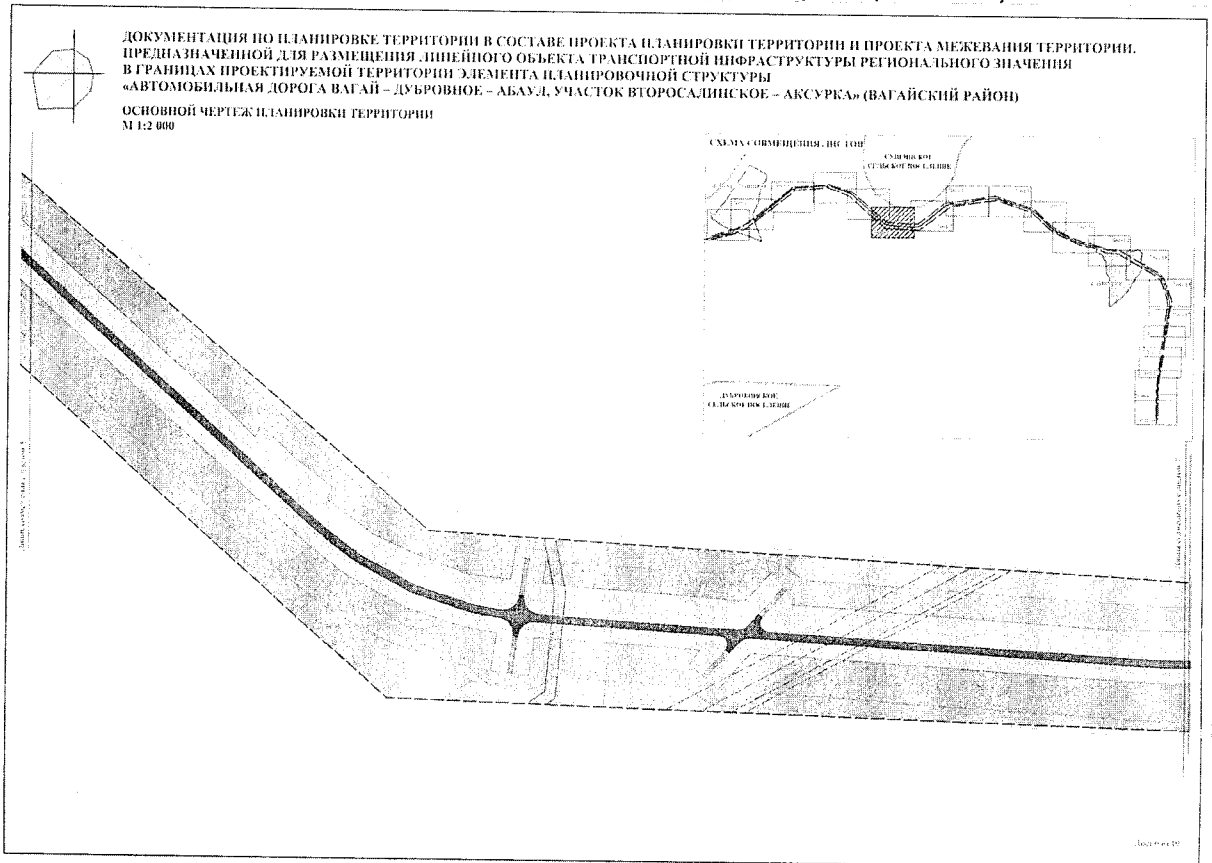 ДОКУМЕНТАЦИЯ ПО ПЛАНИРОВКЕ ТЕРРИТОРИИ В СОСТАВЕ ПРОЕКТА ПЛАНИРОВКИ ТЕРРИТОРИИ И ПРОЕКТА МЕЖЕВАНИЯ ТЕРРИТОРИИ,
ПРЕДНАЗНАЧЕННОЙ ДЛЯ РАЗМЕЩЕНИЯ ЛИНЕЙНОГО ОБЪЕКТА ТРАНСПОРТНОЙ ИНФРАСТРУКТУРЫ РЕГИОНАЛЬНОГО ЗНАЧЕНИЯ
В ГРАНИЦАХ ПРОЕКТИРУЕМОЙ ТЕРРИТОРИИ ЭЛЕМЕНТА ПЛАНИРОВОЧНОЙ СТРУКТУРЫ
«АВТОМОБИЛЬНАЯ ДОРОГА ВАГАЙ – ДУБРОВНОЕ – АБАУЛ, УЧАСТОК ВТОРОСАЛИНСКОЕ – АКСУРКА» (ВАГАЙСКИЙ РАЙОН)
ОСНОВНОЙ ЧЕРТЕЖ ПЛАНИРОВКИ ТЕРРИТОРИИ
М 1:2 000
СХЕМА СОВМЕЩЕНИЯ ЛИСТОВ
СЕЛЬСКОЕ ПОСЕЛЕНИЕ
ДУБРОВИНСКОЕ
СЕЛЬСКОЕ ПОСЕЛЕНИЕ